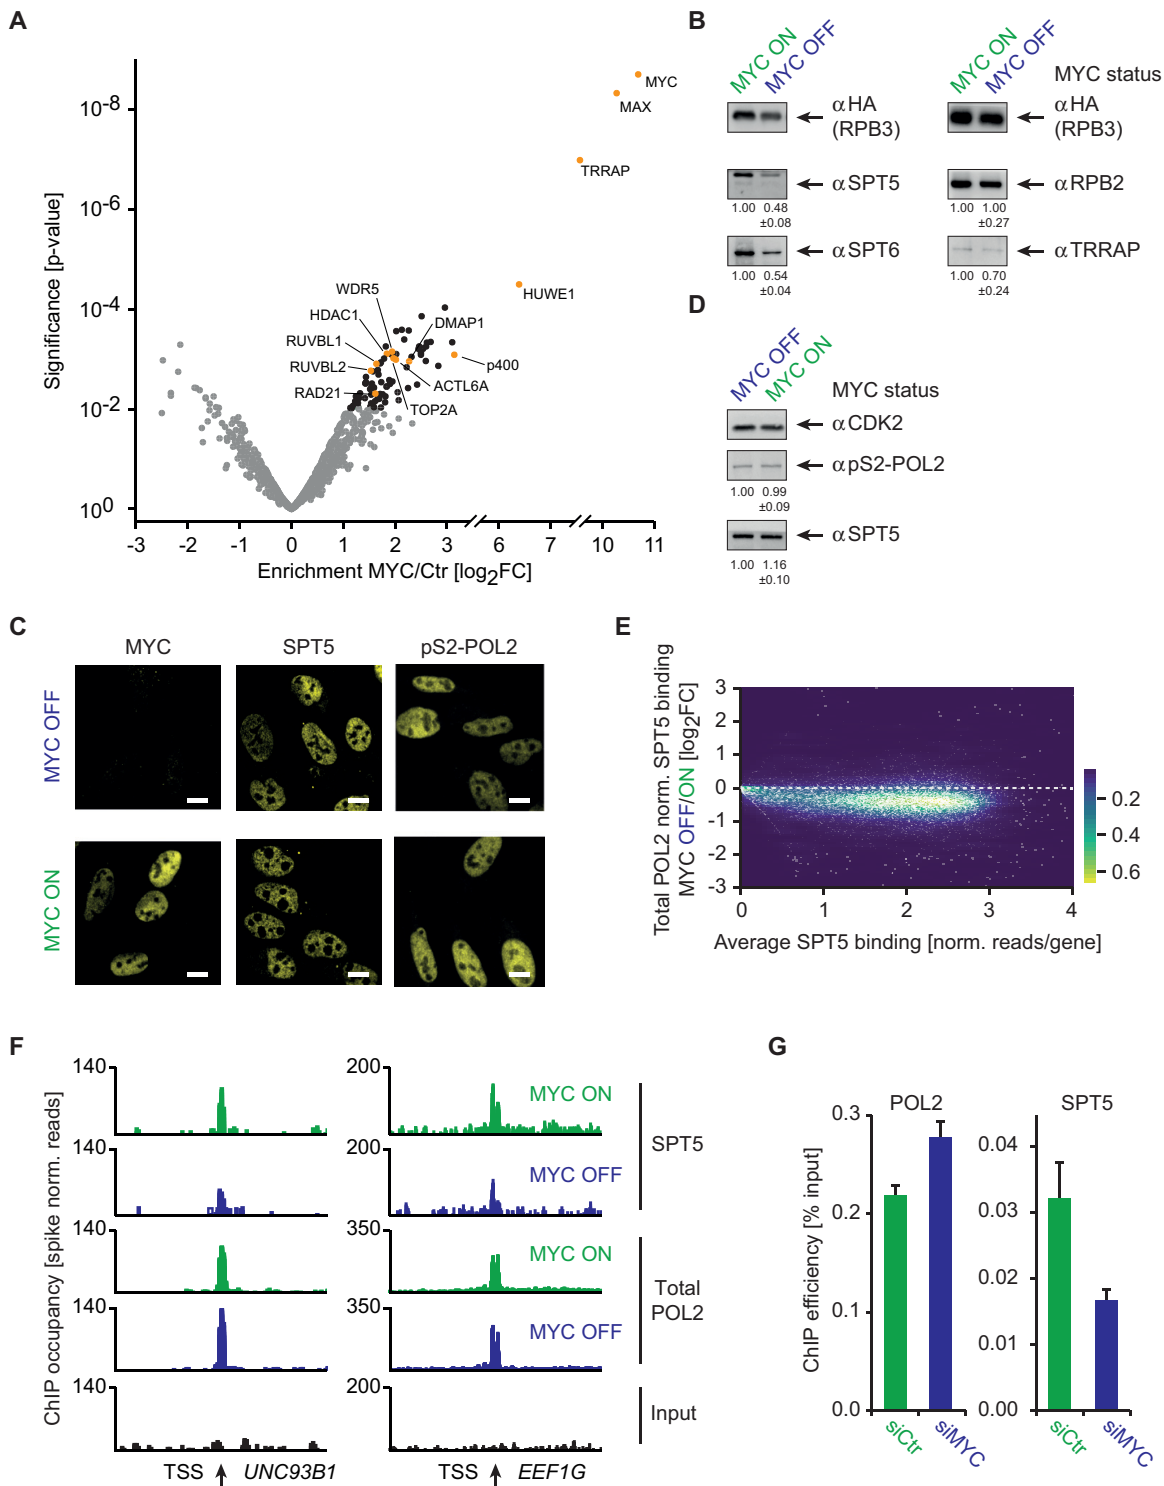 A
Significance [p-value]
10-8
10-6
10-4
10-2
100
MYC
MAX
TRRAP
HUWE1
WDR5
HDAC1
DMAP1
RUVBL1
RUVBL2
p400
RAD21
ACTL6A
TOP2A
-3 -2 -1 0 1 2 3 4 6 7 10 11
Enrichment MYC/Ctr [log2FC]
B
MYC ON MYC OFF
αHA
(RPB3)
αSPT5
1.00 0.48
±0.08
αSPT6
1.00 0.54
±0.04
MYC ON MYC OFF
MYC status
αHA
(RPB3)
αRPB2
1.00 1.00
±0.27
αTRRAP
1.00 0.70
±0.24
D
MYC OFF MYC ON
MYC status
αCDK2
αpS2-POL2
1.00 0.99
±0.09
αSPT5
1.00 1.16
±0.10
C
MYC SPT5 pS2-POL2
MYC OFF
MYC ON
E
Total POL2 norm. SPT5 binding
MYC OFF/ON [log2FC]
3
2
1
0
-1
-2
-3
0 1 2 3 4
Average SPT5 binding [norm. reads/gene]
0.2
0.4
0.6
F
ChIP occupancy [spike norm. reads]
140 200 MYC ON
140 200 MYC OFF
SPT5
140 350 MYC ON
140 350 MYC OFF
Total
POL2
140 200
Input
TSS UNC93B1
TSS EEF1G
G
ChIP efficiency [% input]
POL2
0.3
0.2
0.1
0.0
siCtr siMYC
SPT5
0.04
0.03
0.02
0.01
0.00
siCtr siMYC